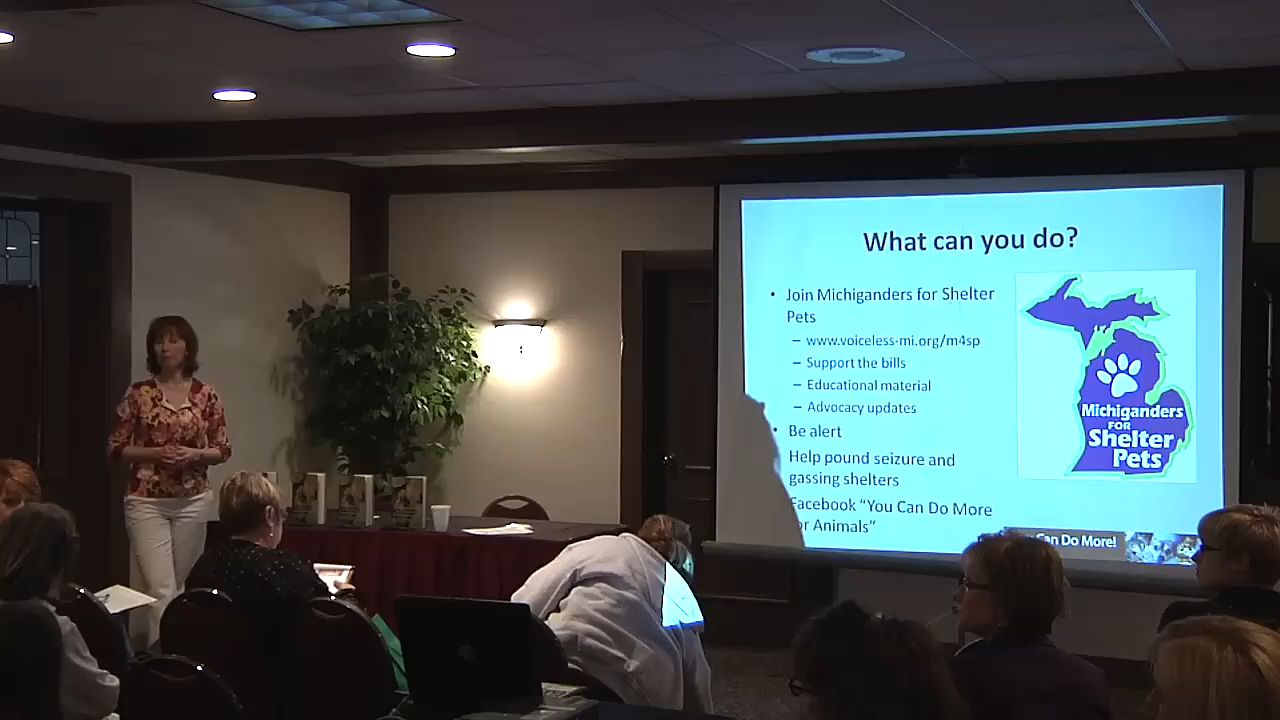 What can you do?
• Join Michiganders for Shelter
Pets
– www.voiceless-mi.org/m4sp
– Support the bills
– Educational material
– Advocacy updates
• Be alert
Help pound seizure and
gassing shelters
Facebook “You Can Do More
or Animals”
Michiganders
FOR
Shelter
Pets
Can Do More!